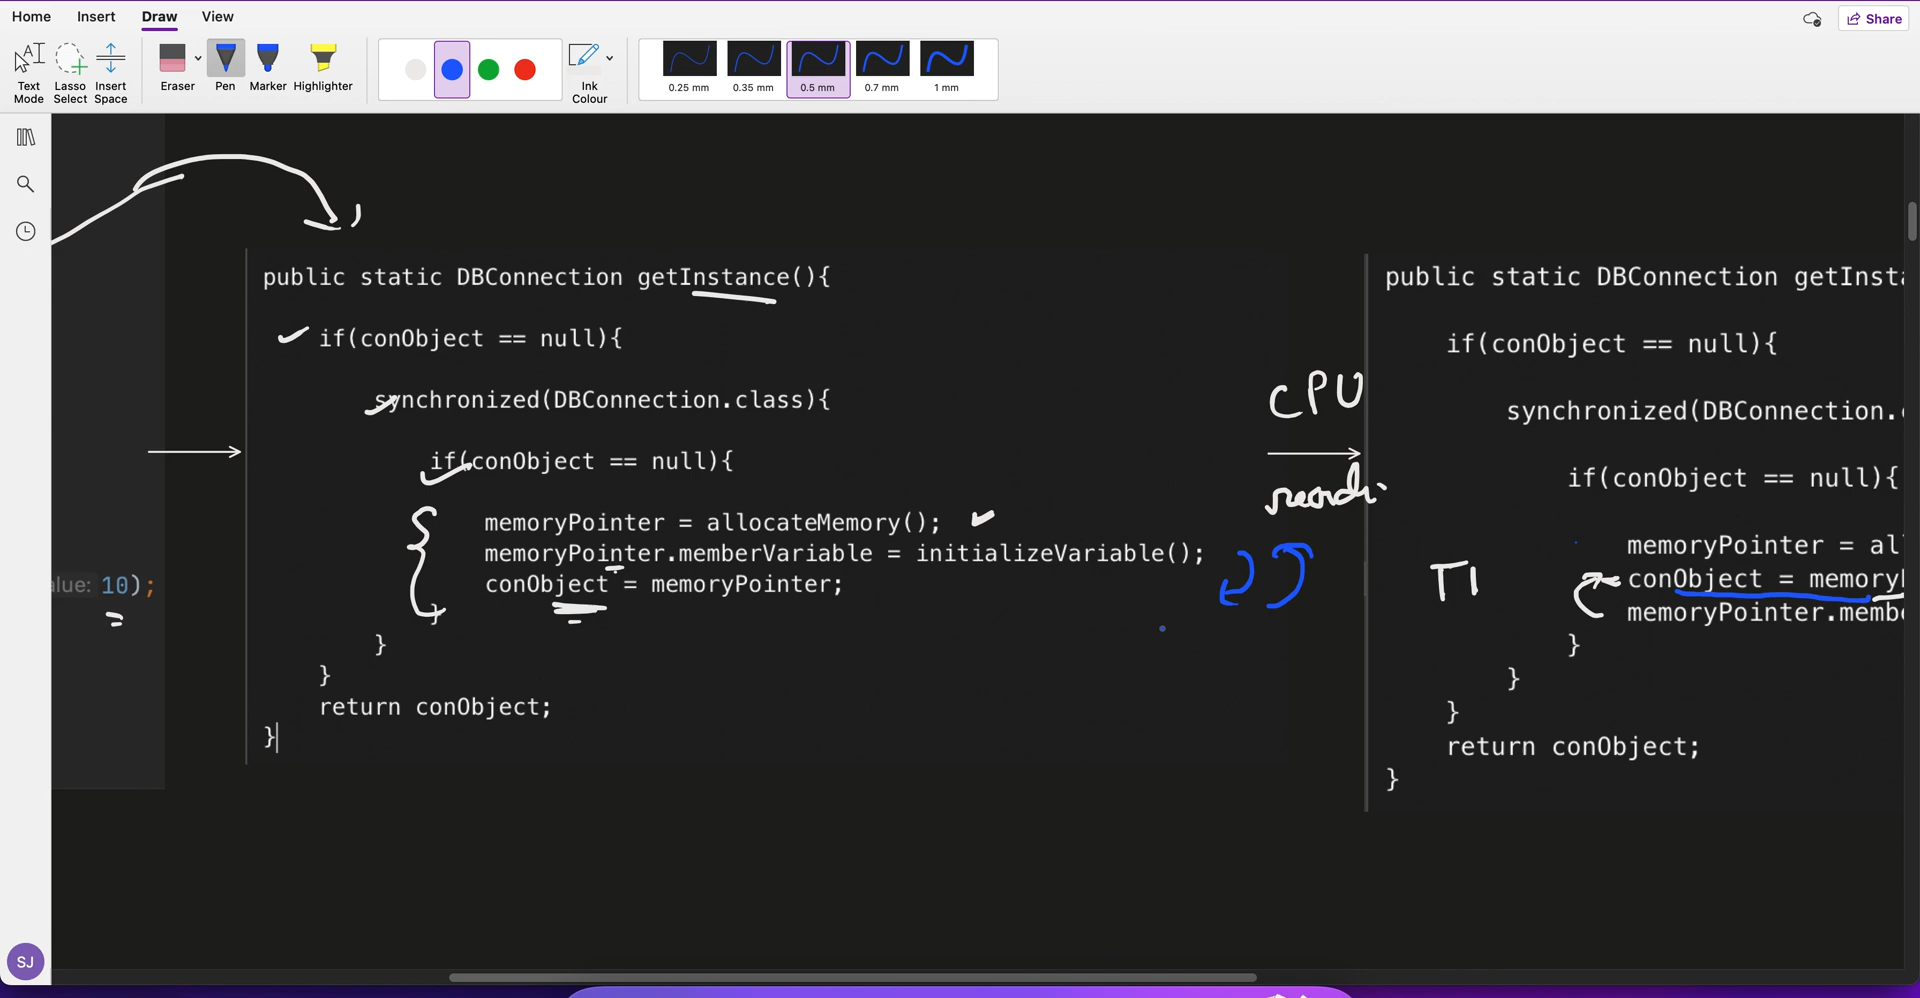 Home Insert Draw View
Share
Text Mode
Lasso Select
Insert Space
Eraser
Pen
Marker
Highlighter
Ink Colour
0.25 mm
0.35 mm
0.5 mm
0.7 mm
1 mm
public static DBConnection getInstance(){
if(conObject == null){
synchronized(DBConnection.class){
if(conObject == null){
memoryPointer = allocateMemory();
memoryPointer.memberVariable = initializeVariable();
conObject = memoryPointer;
}
}
}
return conObject;
}
alue: 10);
CPU
T1
public static DBConnection getInsta
if(conObject == null){
synchronized(DBConnection.
if(conObject == null){
memoryPointer = al
conObject = memory
memoryPointer.memb
}
}
}
return conObject;
}
SJ